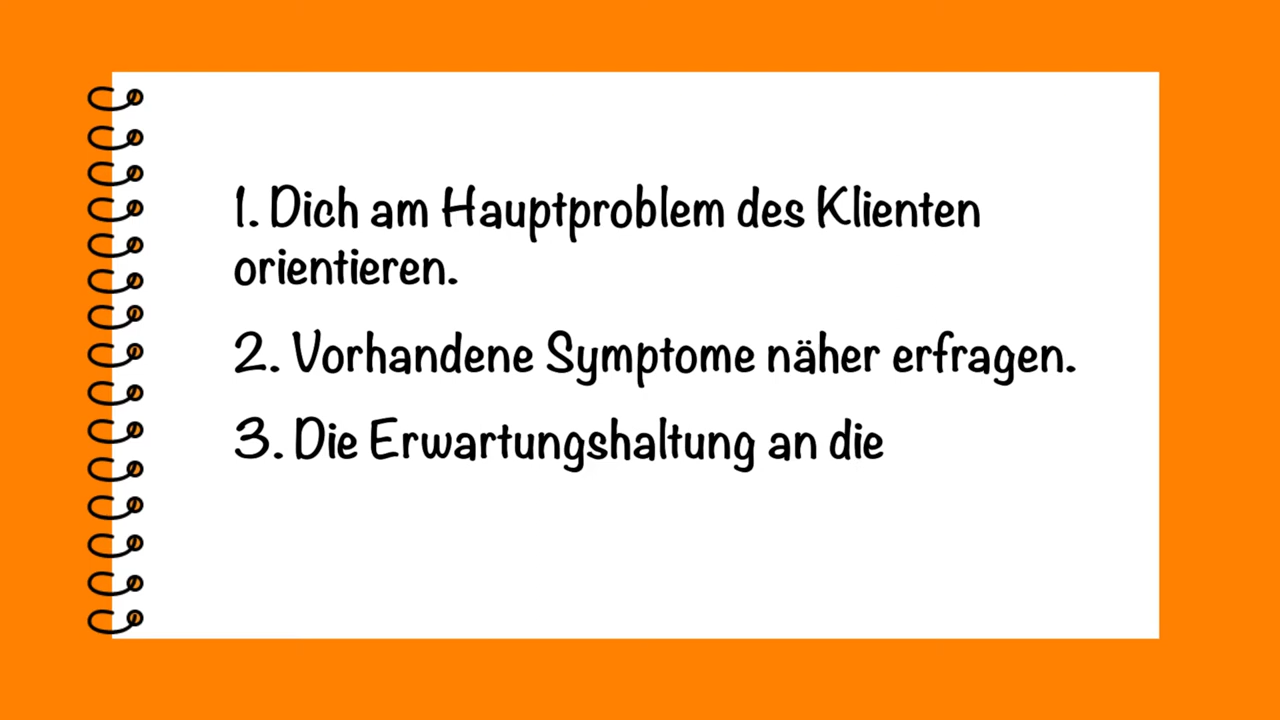 1. Dich am Hauptproblem des Klienten
orientieren.
2. Vorhandene Symptome näher erfragen.
3. Die Erwartungshaltung an die